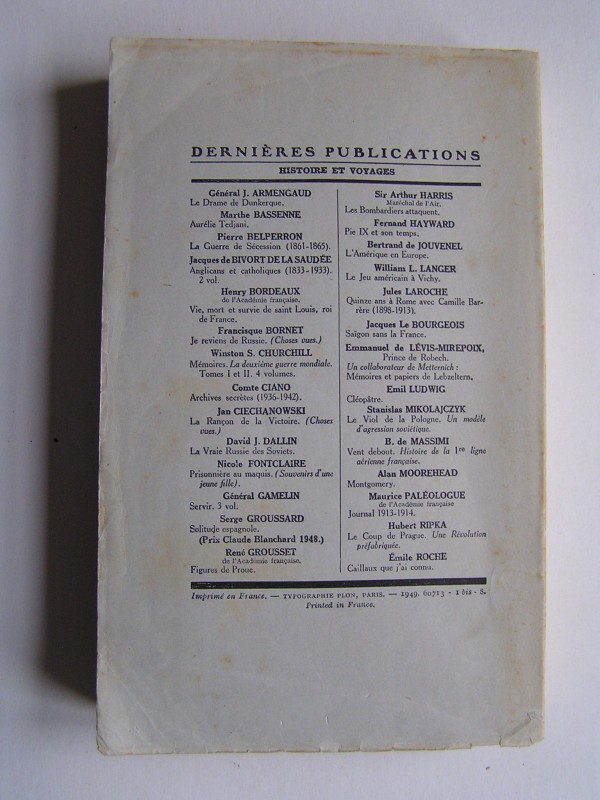 DERNIÈRES PUBLICATIONS
HISTOIRE ET VOYAGES
Général J. ARMENGAUD
Le Drame de Dunkerque.
Marthe BASSENNE
Aurélie Tedjani.
Pierre BELPERRON
La Guerre de Sécession (1861-1865).
Jacques de BIVORT DE LA SAUDÉE
Anglicans et catholiques (1833-1933).
2 vol.
Henry BORDEAUX
de l'Académie française.
Vie, mort et survie de saint Louis, roi
de France.
Francisque BORNET
Je reviens de Russie. (Choses vues.)
Winston S. CHURCHILL
Mémoires. La deuxième guerre mondiale.
Tomes I et II. 4 volumes.
Comte CIANO
Archives secrètes (1936-1942).
Jan CIECHANOWSKI
La Rançon de la Victoire. (Choses
vues.)
David J. DALLIN
La Vraie Russie des Soviets.
Nicole FONTCLAIRE
Prisonnière au maquis. (Souvenirs d'une
jeune fille).
Général GAMELIN
Servir. 3 vol.
Serge GROUSSARD
Solitude espagnole.
(Prix Claude Blanchard 1948.)
René GROUSSET
de l'Académie française.
Figures de Proue.
Sir Arthur HARRIS
Maréchal de l'Air.
Les Bombardiers attaquent.
Fernand HAYWARD
Pie IX et son temps.
Bertrand de JOUVENEL
L'Amérique en Europe.
William L. LANGER
Le Jeu américain à Vichy.
Jules LAROCHE
Quinze ans à Rome avec Camille Bar-
rère (1898-1913).
Jacques Le BOURGEOIS
Saïgon sans la France.
Emmanuel de LÉVIS-MIREPOIX,
Prince de Robech.
Un collaborateur de Metternich :
Mémoires et papiers de Lebzeltern.
Emil LUDWIG
Cléopâtre.
Stanislas MIKOLAJCZYK
Le Viol de la Pologne. Un modèle
d'agression soviétique.
B. de MASSIMI
Vent debout. Histoire de la 1re ligne
aérienne française.
Alan MOOREHEAD
Montgomery.
Maurice PALÉOLOGUE
de l'Académie française
Journal 1913-1914.
Hubert RIPKA
Le Coup de Prague. Une Révolution
préfabriquée.
Émile ROCHE
Caillaux que j'ai connu.
Imprimé en France. — TYPOGRAPHIE PLON, PARIS. — 1949. 60713 - 1 bis - 8.
Printed in France.